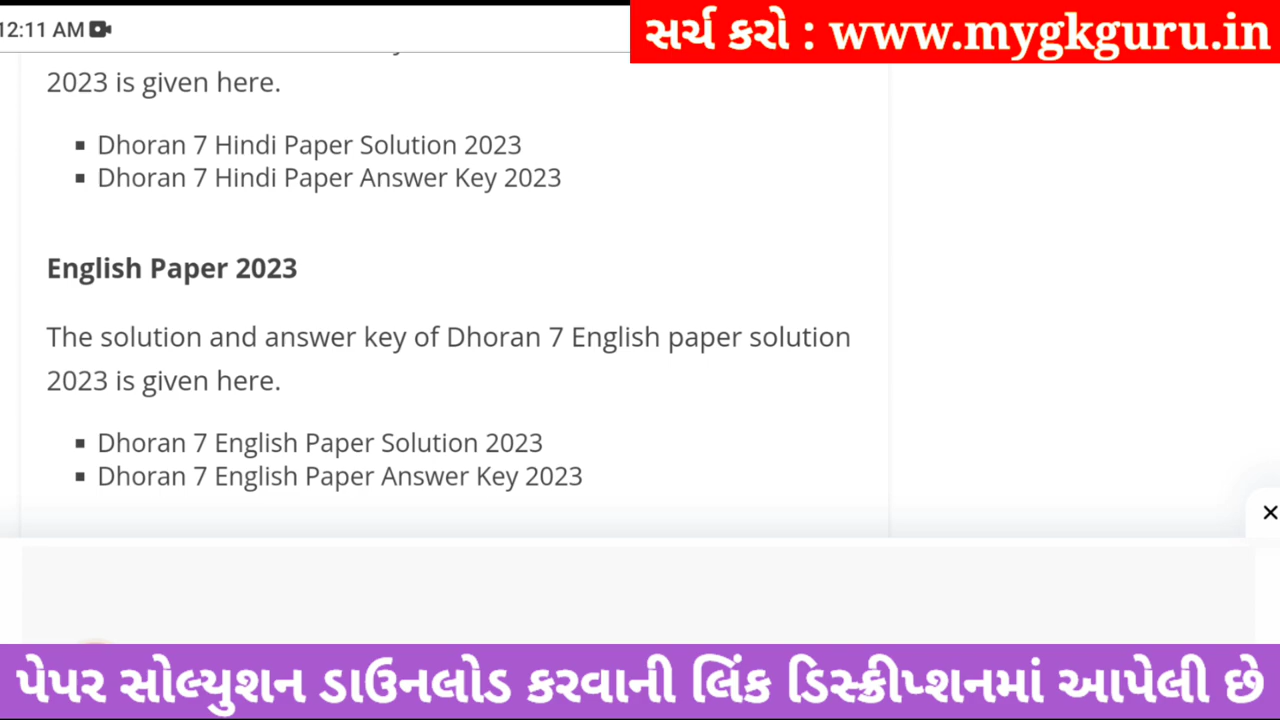 12:11 AM
સર્ચ કરો : www.mygkguru.in
2023 is given here.
▪ Dhoran 7 Hindi Paper Solution 2023
▪ Dhoran 7 Hindi Paper Answer Key 2023
English Paper 2023
The solution and answer key of Dhoran 7 English paper solution
2023 is given here.
▪ Dhoran 7 English Paper Solution 2023
▪ Dhoran 7 English Paper Answer Key 2023
પેપર સોલ્યુશન ડાઉનલોડ કરવાની લિંક ડિસ્ક્રીપ્શનમાં આપેલી છે